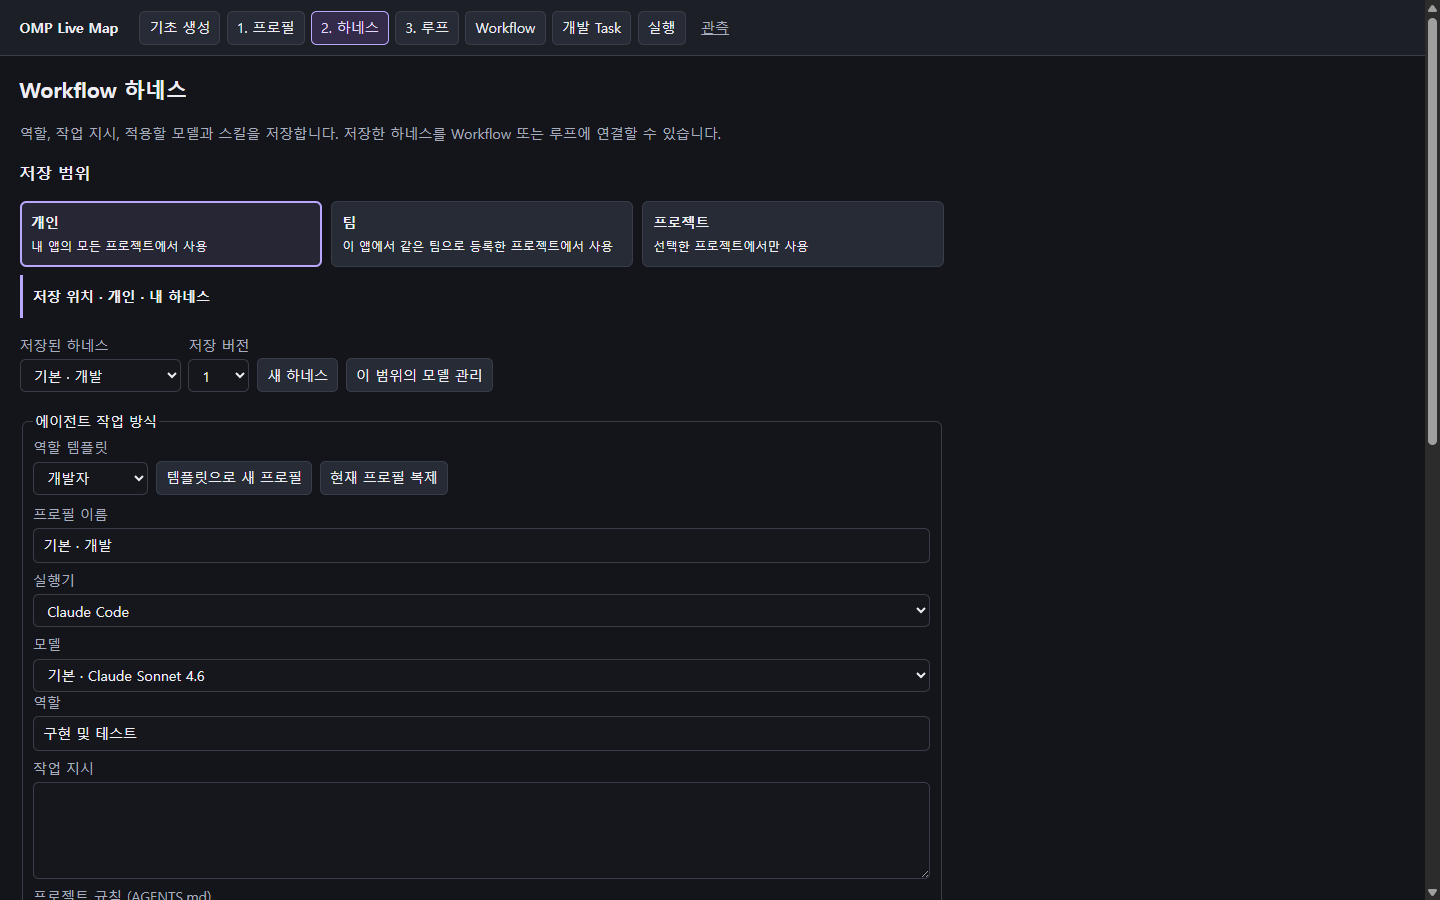 OMP Live Map 기초 생성 1. 프로필 2. 하네스 3. 루프 Workflow 개발 Task 실행 관측
Workflow 하네스
역할, 작업 지시, 적용할 모델과 스킬을 저장합니다. 저장한 하네스를 Workflow 또는 루프에 연결할 수 있습니다.
저장 범위
개인
내 앱의 모든 프로젝트에서 사용
팀
이 앱에서 같은 팀으로 등록한 프로젝트에서 사용
프로젝트
선택한 프로젝트에서만 사용
저장 위치 · 개인 · 내 하네스
저장된 하네스 저장 버전
기본 · 개발 1 새 하네스 이 범위의 모델 관리
에이전트 작업 방식
역할 템플릿
개발자 템플릿으로 새 프로필 현재 프로필 복제
프로필 이름
기본 · 개발
실행기
Claude Code
모델
기본 · Claude Sonnet 4.6
역할
구현 및 테스트
작업 지시
프로젝트 규칙 (AGENTS.md)